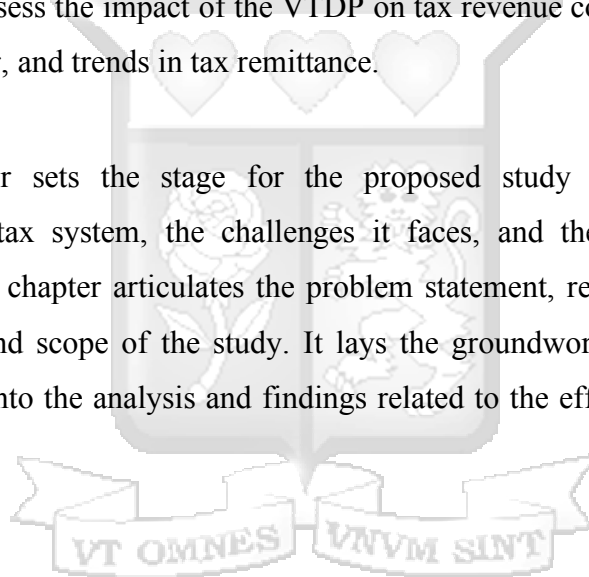 sess the impact of the VTDP on tax revenue co
, and trends in tax remittance.
r sets the stage for the proposed study
tax system, the challenges it faces, and the
chapter articulates the problem statement, re
nd scope of the study. It lays the groundwor
nto the analysis and findings related to the eff
VT OMNES VNVM SINT